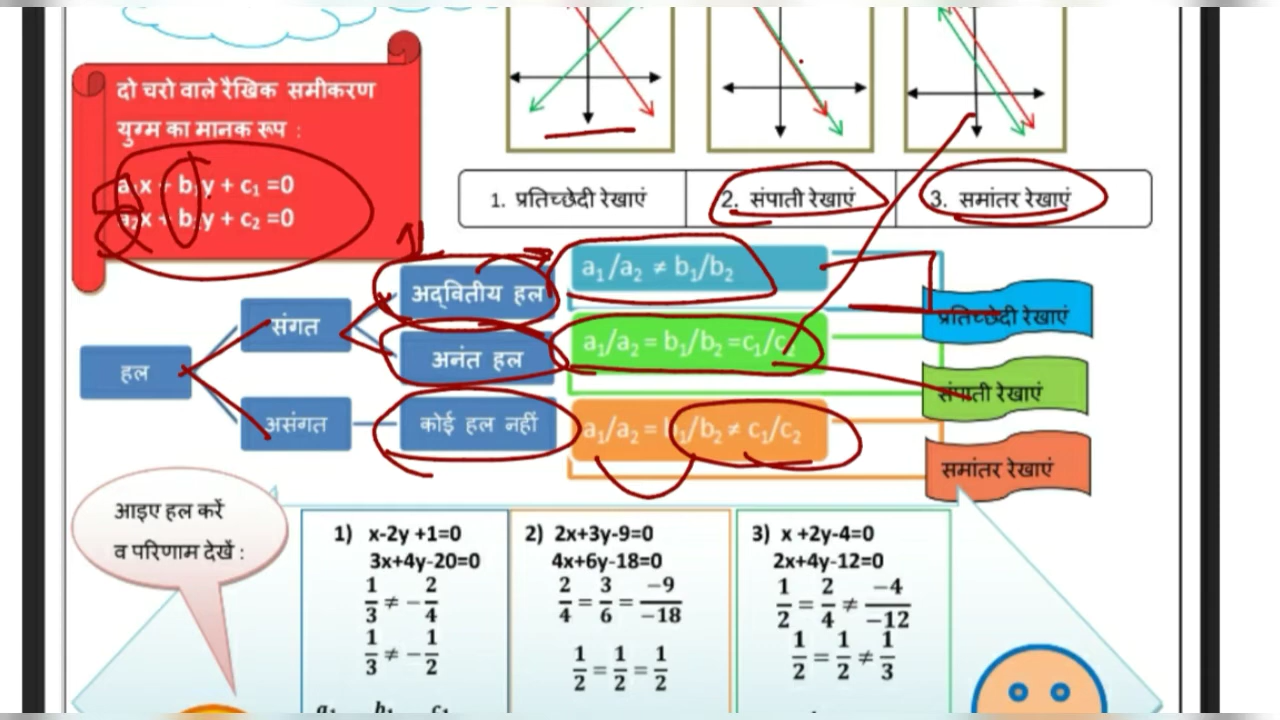 दो चरो वाले रैखिक समीकरण
युग्म का मानक रूप :
a₁x + b₁y + c₁ =0
a₂x + b₂y + c₂ =0
1. प्रतिच्छेदी रेखाएं
2. संपाती रेखाएं
3. समांतर रेखाएं
हल
संगत
असंगत
अद्वितीय हल
अनंत हल
कोई हल नहीं
a₁/a₂ ≠ b₁/b₂
a₁/a₂ = b₁/b₂ =c₁/c₂
a₁/a₂ = b₁/b₂ ≠ c₁/c₂
प्रतिच्छेदी रेखाएं
संपाती रेखाएं
समांतर रेखाएं
आइए हल करें
व परिणाम देखें :
1) x-2y +1=0
3x+4y-20=0
1/3 ≠ - 2/4
1/3 ≠ - 1/2
2) 2x+3y-9=0
4x+6y-18=0
2/4 = 3/6 = -9/-18
1/2 = 1/2 = 1/2
3) x +2y-4=0
2x+4y-12=0
1/2 = 2/4 ≠ -4/-12
1/2 = 1/2 ≠ 1/3